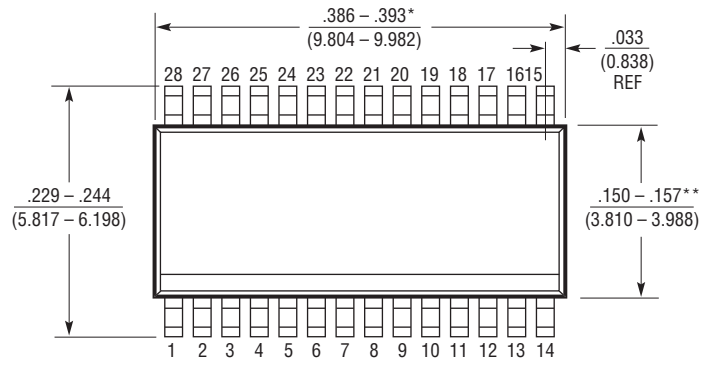 .386 – .393*
(9.804 – 9.982)
.033
(0.838)
REF
28 27 26 25 24 23 22 21 20 19 18 17 16 15
.229 – .244
(5.817 – 6.198)
.150 – .157**
(3.810 – 3.988)
1 2 3 4 5 6 7 8 9 10 11 12 13 14